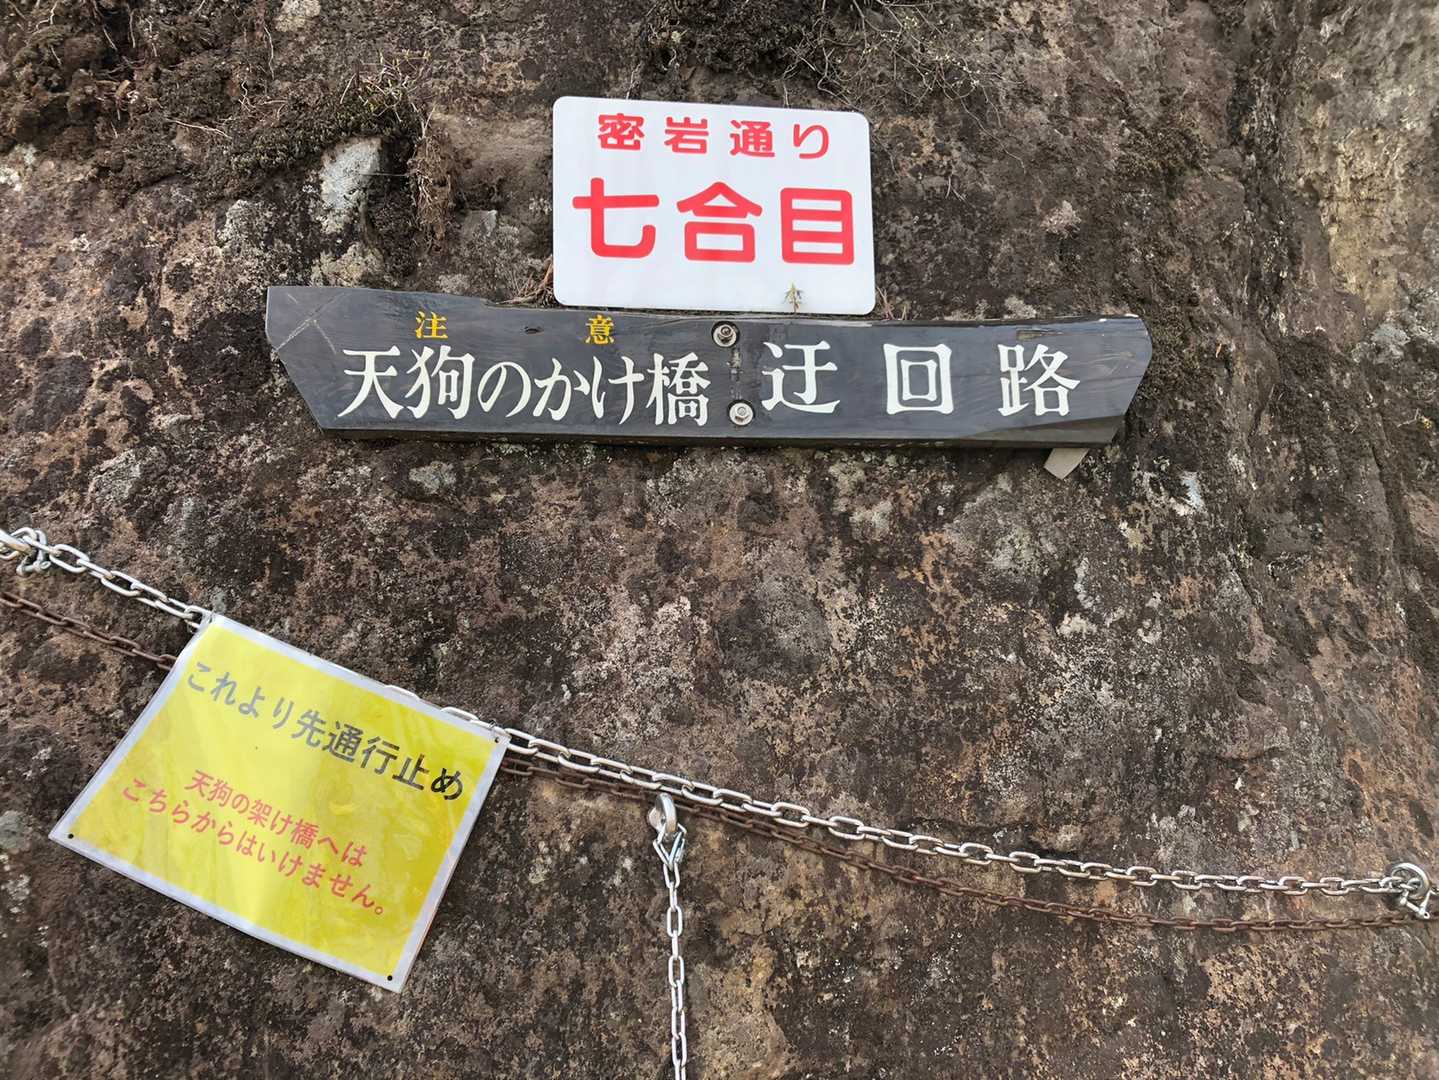 密岩通り
七合目
注意
天狗のかけ橋 迂回路
これより先通行止め
天狗の架け橋へは
こちらからはいけません。